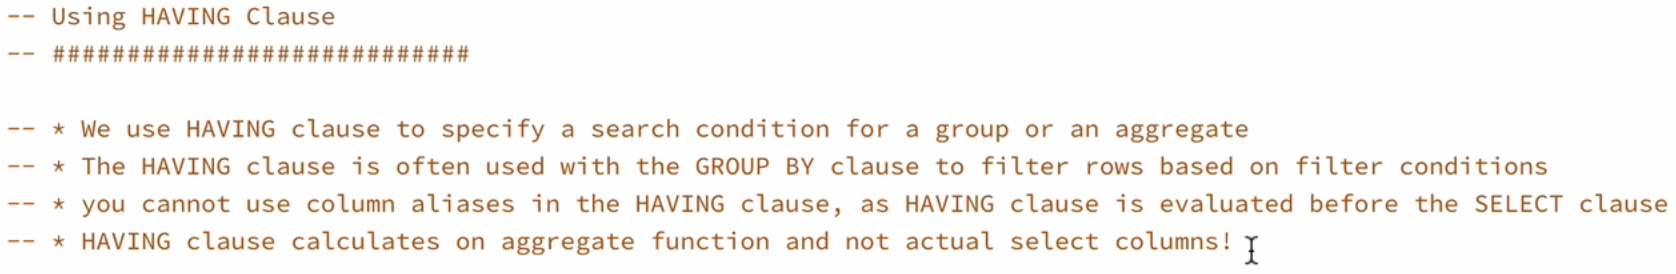 -- Using HAVING Clause
-- ############################
-- * We use HAVING clause to specify a search condition for a group or an aggregate
-- * The HAVING clause is often used with the GROUP BY clause to filter rows based on filter conditions
-- * you cannot use column aliases in the HAVING clause, as HAVING clause is evaluated before the SELECT clause
-- * HAVING clause calculates on aggregate function and not actual select columns!